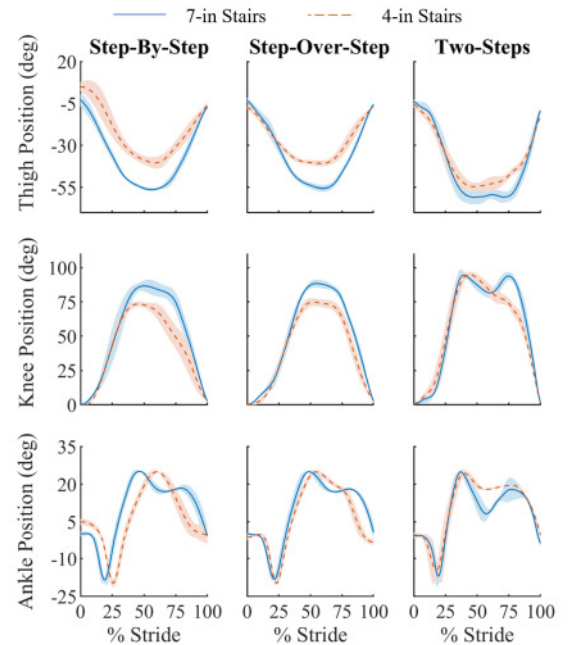 7-in Stairs 4-in Stairs
Step-By-Step Step-Over-Step Two-Steps
Thigh Position (deg)
20
-5
-30
-55
Knee Position (deg)
100
75
50
25
0
Ankle Position (deg)
35
20
5
-10
-25
0 25 50 75 100 0 25 50 75 100 0 25 50 75 100
% Stride % Stride % Stride